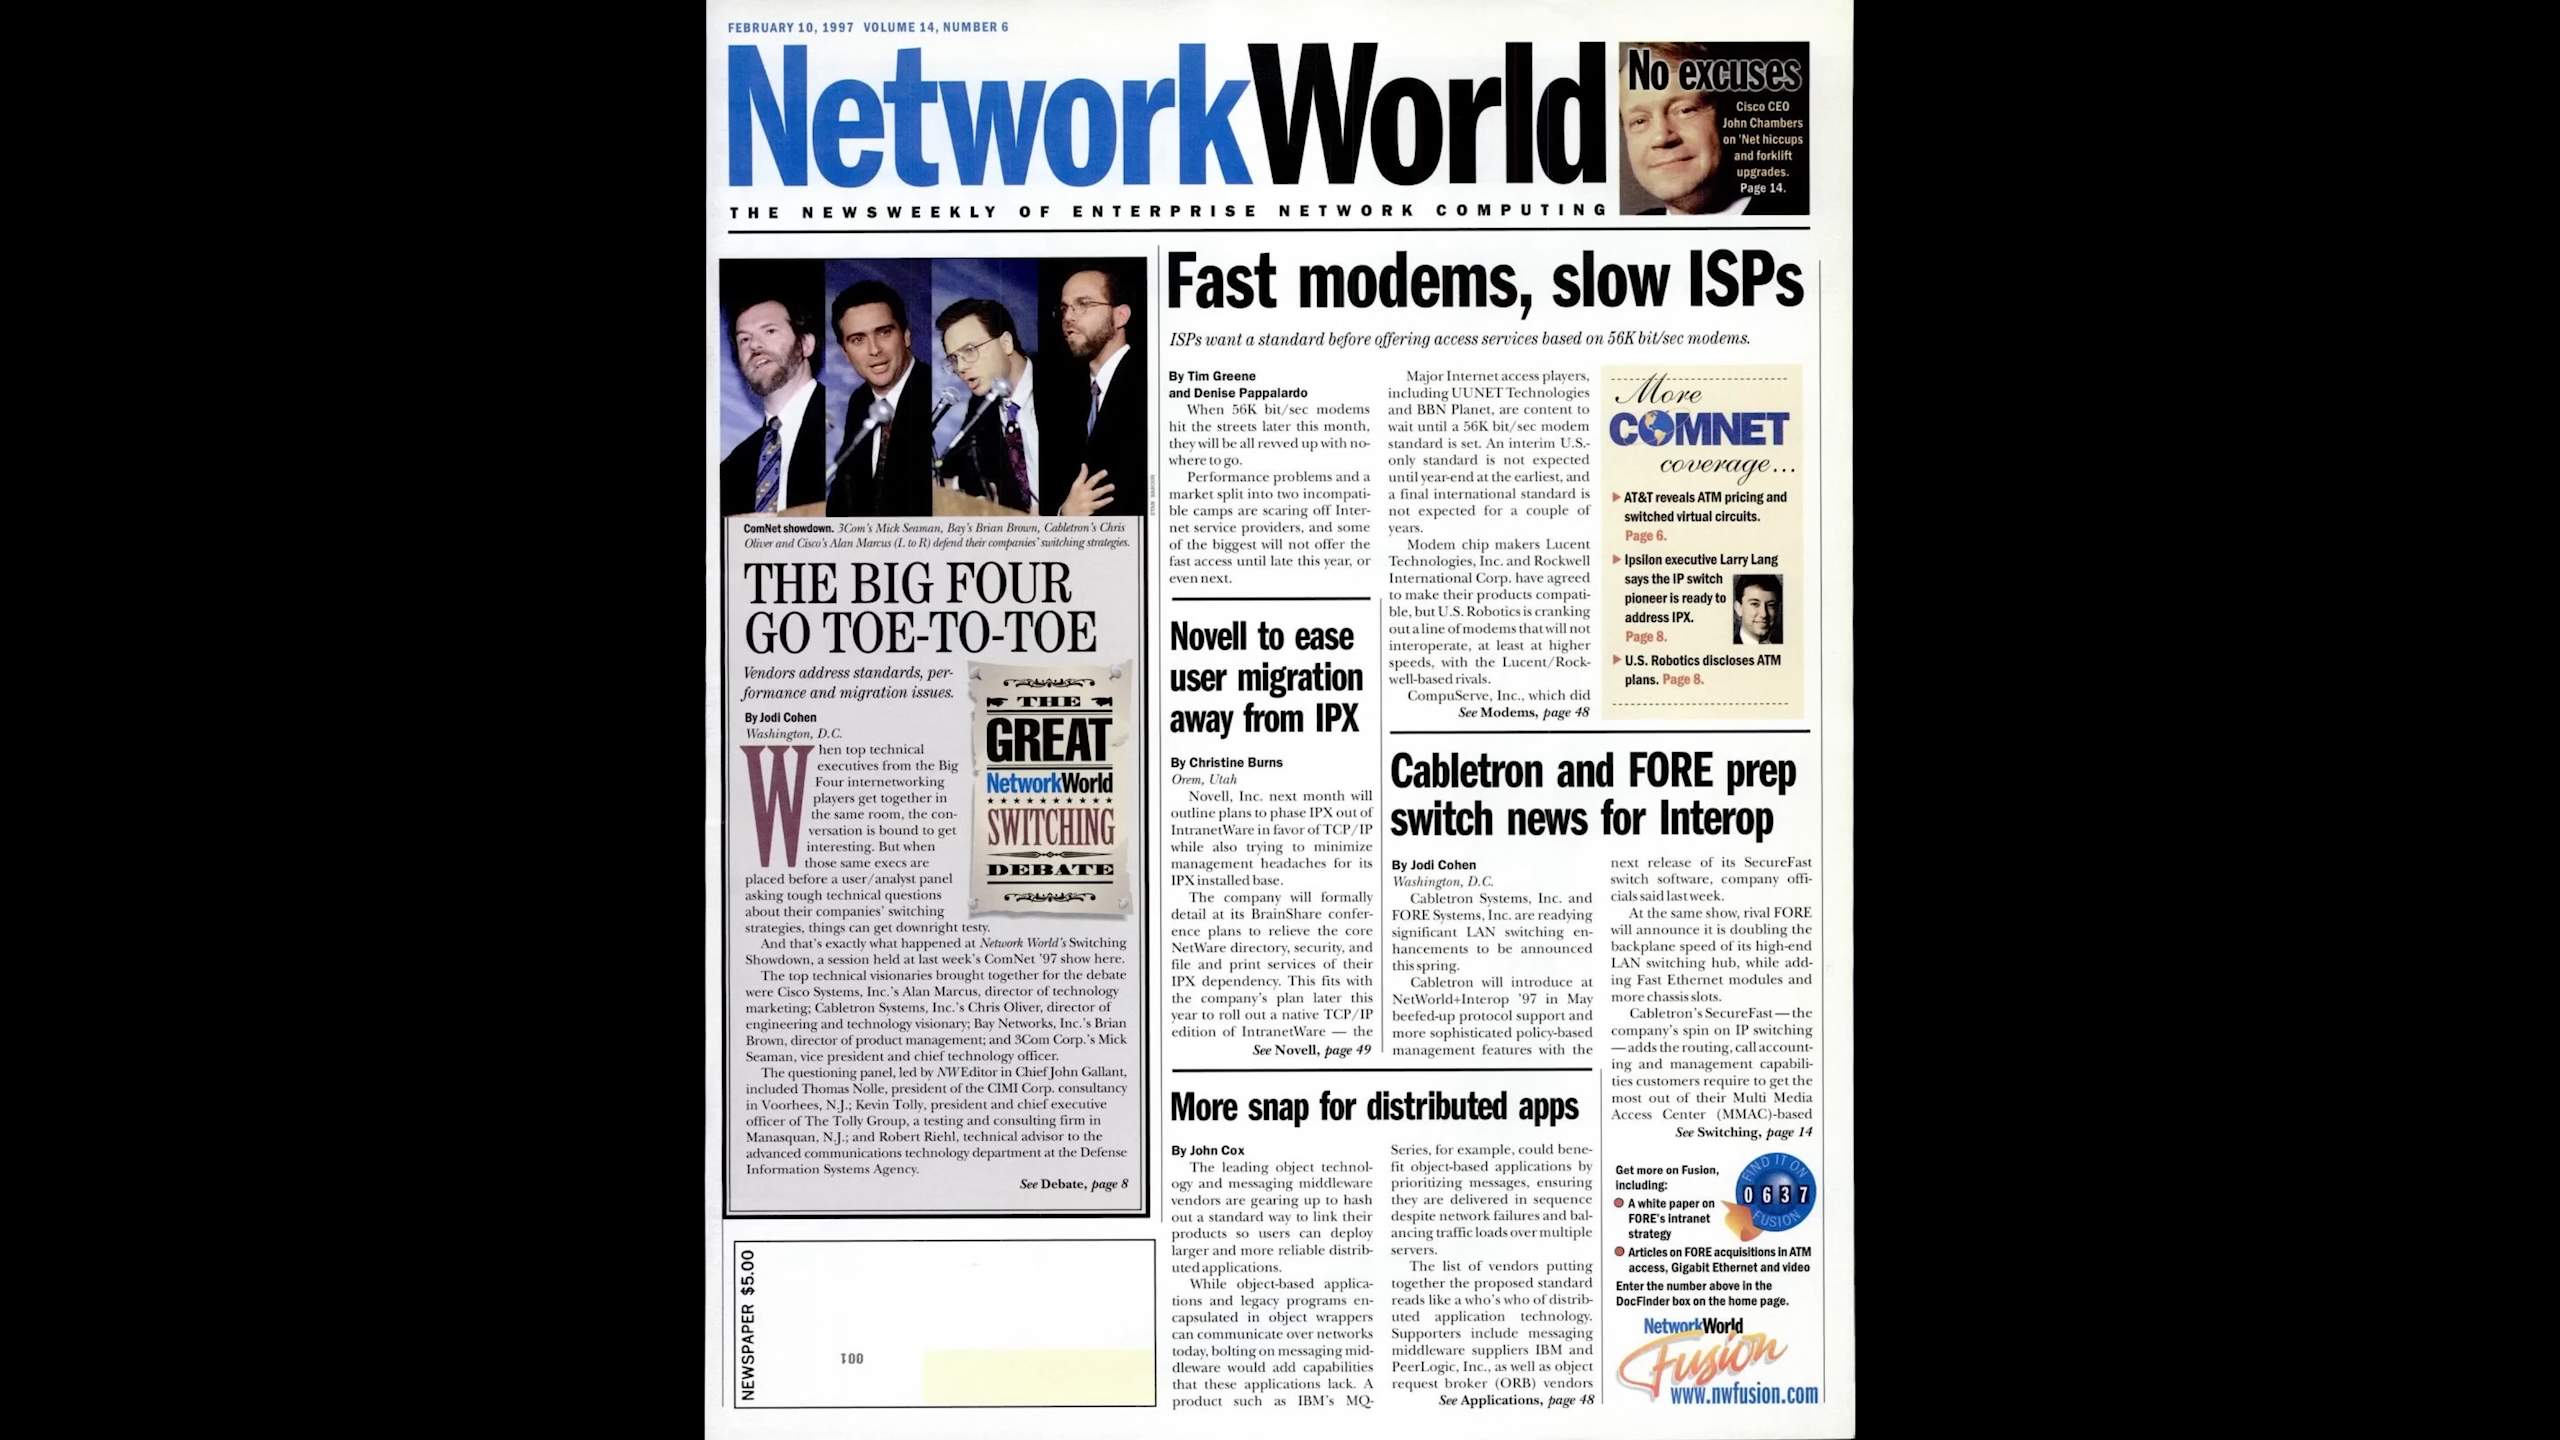 FEBRUARY 10, 1997 VOLUME 14, NUMBER 6
NetworkWorld
THE NEWSWEEKLY OF ENTERPRISE NETWORK COMPUTING
No excuses
Cisco CEO
John Chambers
on 'Net hiccups
and forklift
upgrades.
Page 14.
STAN BAROUH
ComNet showdown. 3Com's Mick Seaman, Bay's Brian Brown, Cabletron's Chris
Oliver and Cisco's Alan Marcus (L to R) defend their companies' switching strategies.
THE BIG FOUR
GO TOE-TO-TOE
Vendors address standards, per-
formance and migration issues.
By Jodi Cohen
Washington, D.C.
When top technical
executives from the Big
Four internetworking
players get together in
the same room, the con-
versation is bound to get
interesting. But when
those same execs are
placed before a user/analyst panel
asking tough technical questions
about their companies' switching
strategies, things can get downright testy.
And that's exactly what happened at Network World's Switching
Showdown, a session held at last week's ComNet '97 show here.
The top technical visionaries brought together for the debate
were Cisco Systems, Inc.'s Alan Marcus, director of technology
marketing; Cabletron Systems, Inc.'s Chris Oliver, director of
engineering and technology visionary; Bay Networks, Inc.'s Brian
Brown, director of product management; and 3Com Corp.'s Mick
Seaman, vice president and chief technology officer.
The questioning panel, led by NW Editor in Chief John Gallant,
included Thomas Nolle, president of the CIMI Corp. consultancy
in Voorhees, N.J.; Kevin Tolly, president and chief executive
officer of The Tolly Group, a testing and consulting firm in
Manasquan, N.J.; and Robert Riehl, technical advisor to the
advanced communications technology department at the Defense
Information Systems Agency.
See Debate, page 8
THE
GREAT
NetworkWorld
SWITCHING
DEBATE
NEWSPAPER $5.00
001
Fast modems, slow ISPs
ISPs want a standard before offering access services based on 56K bit/sec modems.
By Tim Greene
and Denise Pappalardo
When 56K bit/sec modems
hit the streets later this month,
they will be all revved up with no-
where to go.
Performance problems and a
market split into two incompati-
ble camps are scaring off Inter-
net service providers, and some
of the biggest will not offer the
fast access until late this year, or
even next.
Major Internet access players,
including UUNET Technologies
and BBN Planet, are content to
wait until a 56K bit/sec modem
standard is set. An interim U.S.-
only standard is not expected
until year-end at the earliest, and
a final international standard is
not expected for a couple of
years.
Modem chip makers Lucent
Technologies, Inc. and Rockwell
International Corp. have agreed
to make their products compati-
ble, but U.S. Robotics is cranking
out a line of modems that will not
interoperate, at least at higher
speeds, with the Lucent/Rock-
well-based rivals.
CompuServe, Inc., which did
See Modems, page 48
More
COMNET
coverage...
AT&T reveals ATM pricing and
switched virtual circuits.
Page 6.
Ipsilon executive Larry Lang
says the IP switch
pioneer is ready to
address IPX.
Page 8.
U.S. Robotics discloses ATM
plans. Page 8.
Novell to ease
user migration
away from IPX
By Christine Burns
Orem, Utah
Novell, Inc. next month will
outline plans to phase IPX out of
IntranetWare in favor of TCP/IP
while also trying to minimize
management headaches for its
IPX installed base.
The company will formally
detail at its BrainShare confer-
ence plans to relieve the core
NetWare directory, security, and
file and print services of their
IPX dependency. This fits with
the company's plan later this
year to roll out a native TCP/IP
edition of IntranetWare — the
See Novell, page 49
Cabletron and FORE prep
switch news for Interop
By Jodi Cohen
Washington, D.C.
Cabletron Systems, Inc. and
FORE Systems, Inc. are readying
significant LAN switching en-
hancements to be announced
this spring.
Cabletron will introduce at
NetWorld+Interop '97 in May
beefed-up protocol support and
more sophisticated policy-based
management features with the
next release of its SecureFast
switch software, company offi-
cials said last week.
At the same show, rival FORE
will announce it is doubling the
backplane speed of its high-end
LAN switching hub, while add-
ing Fast Ethernet modules and
more chassis slots.
Cabletron's SecureFast — the
company's spin on IP switching
— adds the routing, call account-
ing and management capabili-
ties customers require to get the
most out of their Multi Media
Access Center (MMAC)-based
See Switching, page 14
More snap for distributed apps
By John Cox
The leading object technol-
ogy and messaging middleware
vendors are gearing up to hash
out a standard way to link their
products so users can deploy
larger and more reliable distrib-
uted applications.
While object-based applica-
tions and legacy programs en-
capsulated in object wrappers
can communicate over networks
today, bolting on messaging mid-
dleware would add capabilities
that these applications lack. A
product such as IBM's MQ-
Series, for example, could bene-
fit object-based applications by
prioritizing messages, ensuring
they are delivered in sequence
despite network failures and bal-
ancing traffic loads over multiple
servers.
The list of vendors putting
together the proposed standard
reads like a who's who of distrib-
uted application technology.
Supporters include messaging
middleware suppliers IBM and
PeerLogic, Inc., as well as object
request broker (ORB) vendors
See Applications, page 48
Get more on Fusion,
including:
A white paper on
FORE's intranet
strategy
Articles on FORE acquisitions in ATM
access, Gigabit Ethernet and video
Enter the number above in the
DocFinder box on the home page.
FIND IT ON
0637
FUSION
NetworkWorld
Fusion
www.nwfusion.com